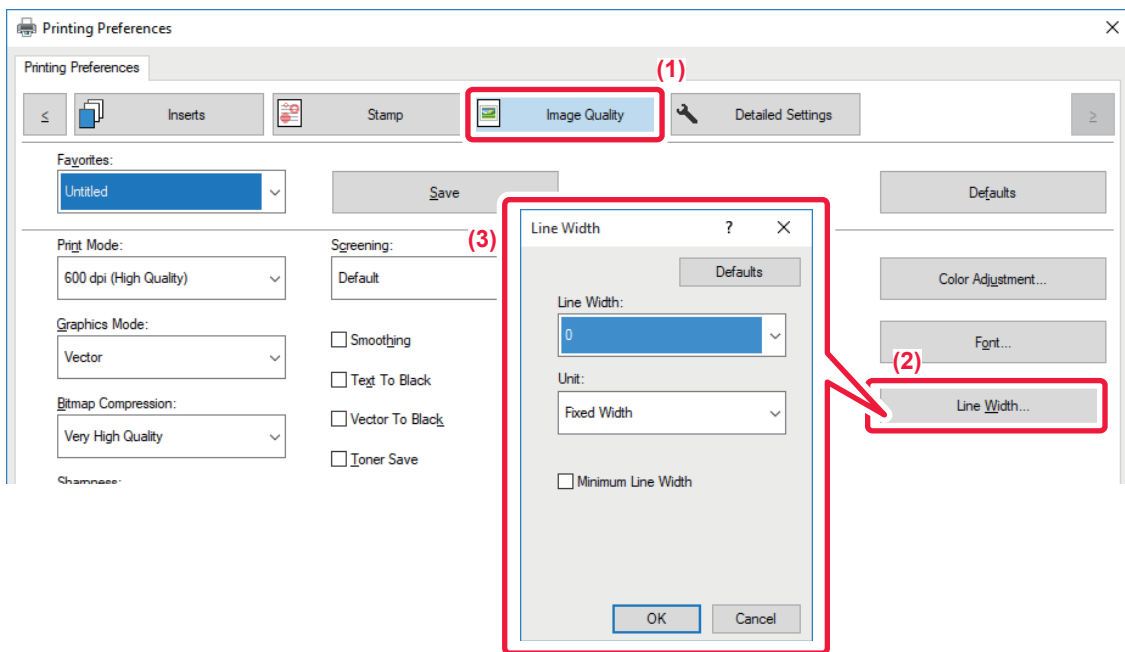 Printing Preferences
Printing Preferences
(1)
< Inserts Stamp Image Quality Detailed Settings >
Favorites:
Untitled Save Defaults
(3)
Line Width ? ×
Defaults
Print Mode: Screening:
600 dpi (High Quality) Default Color Adjustment...
Line Width:
0
Graphics Mode:
Vector Smoothing Font...
(2)
Unit:
Text To Black
Fixed Width
Bitmap Compression: Line Width...
Very High Quality Vector To Black
Toner Save
Minimum Line Width
Sharpness:
OK Cancel